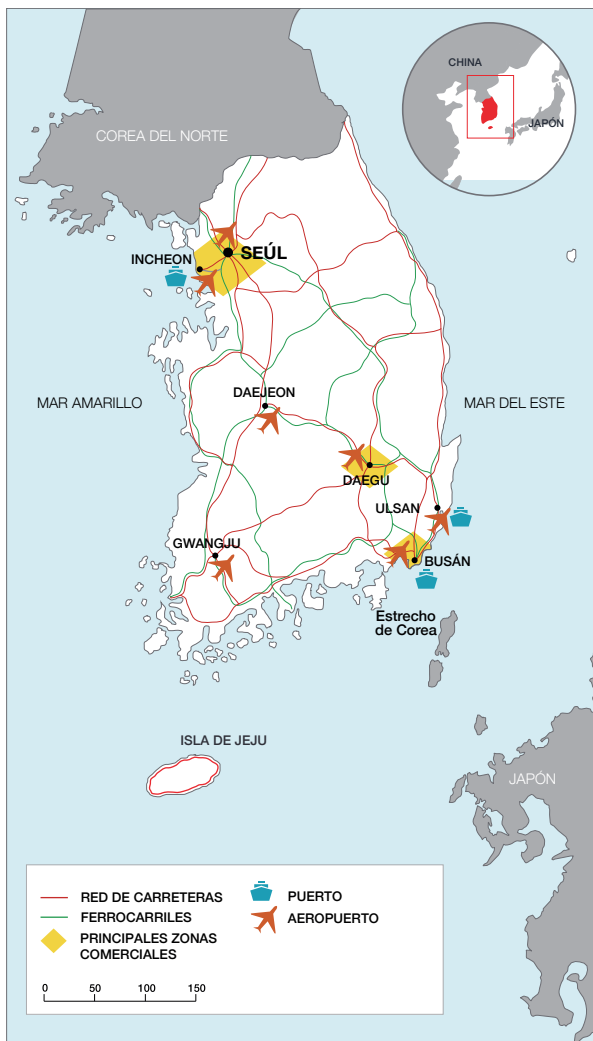 CHINA
JAPÓN
COREA DEL NORTE
INCHEON
SEÚL
MAR AMARILLO
DAEJEON
MAR DEL ESTE
DAEGU
ULSAN
GWANGJU
BUSÁN
Estrecho
de Corea
ISLA DE JEJU
JAPÓN
RED DE CARRETERAS
FERROCARRILES
PRINCIPALES ZONAS
COMERCIALES
PUERTO
AEROPUERTO
0 50 100 150